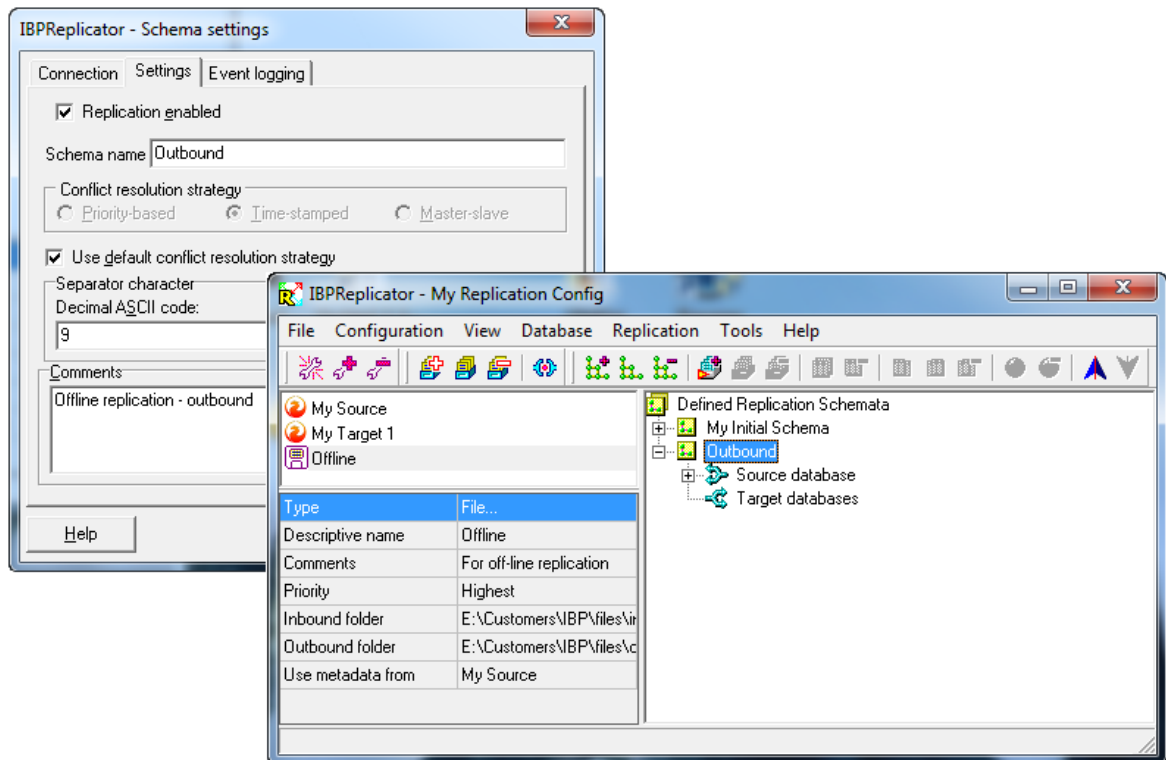 IBPReplicator - Schema settings
Connection Settings Event logging
Replication enabled
Schema name Outbound
Conflict resolution strategy
Priority-based Time-stamped Master-slave
Use default conflict resolution strategy
Separator character
Decimal ASCII code:
9
Comments
Offline replication - outbound
Help
IBPReplicator - My Replication Config
File Configuration View Database Replication Tools Help
My Source
My Target 1
Offline
Type File...
Descriptive name Offline
Comments For off-line replication
Priority Highest
Inbound folder E:\Customers\IBP\files\
Outbound folder E:\Customers\IBP\files\
Use metadata from My Source
Defined Replication Schemata
My Initial Schema
Outbound
Source database
Target databases